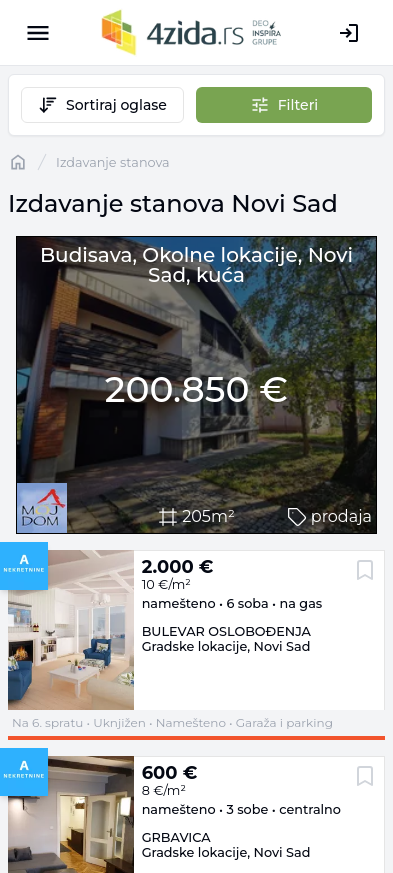 4zida.rs
DEO
INSPIRA
GRUPE
Sortiraj oglase
Filteri
Izdavanje stanova
Izdavanje stanova Novi Sad
Budisava, Okolne lokacije, Novi
Sad, kuća
200.850 €
MOJ
DOM
205m²
prodaja
A
NEKRETNINE
2.000 €
10 €/m²
namešteno • 6 soba • na gas
BULEVAR OSLOBOĐENJA
Gradske lokacije, Novi Sad
Na 6. spratu • Uknjižen • Namešteno • Garaža i parking
A
NEKRETNINE
600 €
8 €/m²
namešteno • 3 sobe • centralno
GRBAVICA
Gradske lokacije, Novi Sad